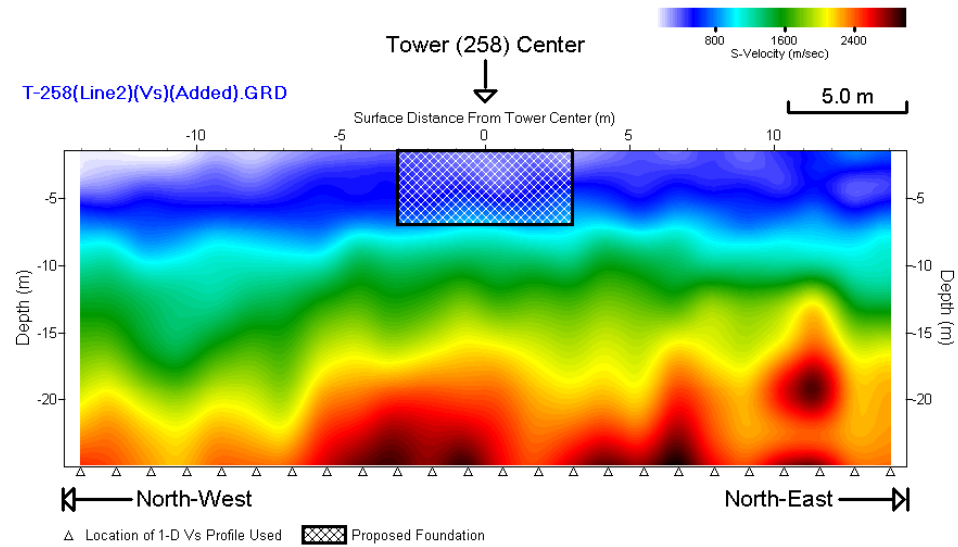 800 1600 2400
S-Velocity (m/sec)
Tower (258) Center
T-258(Line2)(Vs)(Added).GRD
5.0 m
Surface Distance From Tower Center (m)
-10 -5 0 5 10
-5 -5
-10 -10
-15 -15
-20 -20
Depth (m)
Depth (m)
North-West North-East
Location of 1-D Vs Profile Used Proposed Foundation